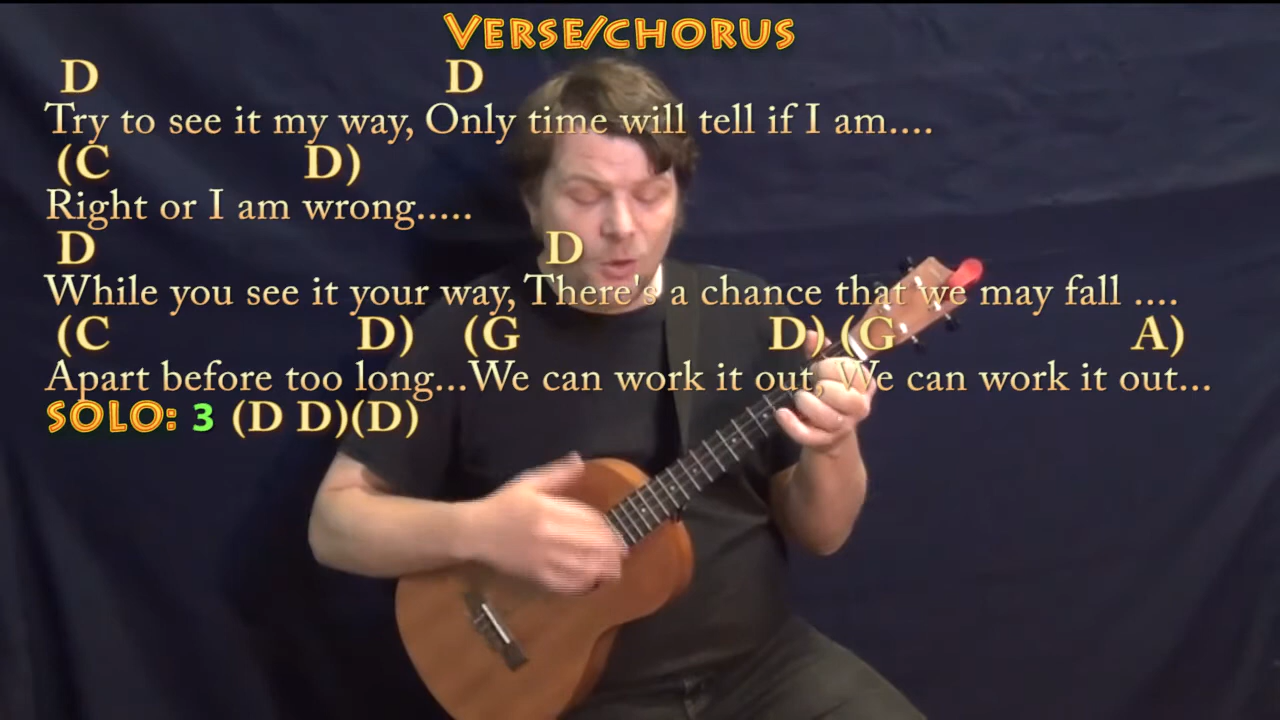 VERSE/CHORUS
D D
Try to see it my way, Only time will tell if I am....
(C D)
Right or I am wrong.....
D D
While you see it your way, There's a chance that we may fall ....
(C D) (G D) (G A)
Apart before too long...We can work it out, We can work it out...
SOLO: 3 (D D)(D)